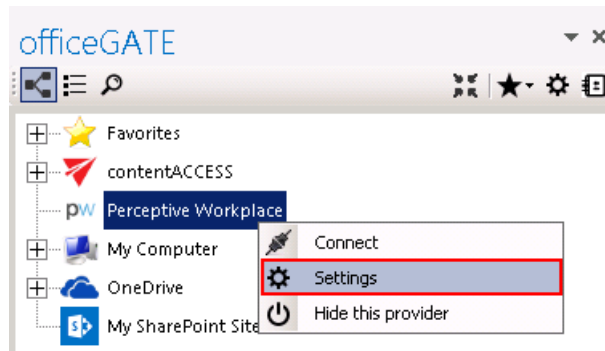 officeGATE
Favorites
contentACCESS
pw Perceptive Workplace
My Computer
Connect
Settings
OneDrive
Hide this provider
My SharePoint Site